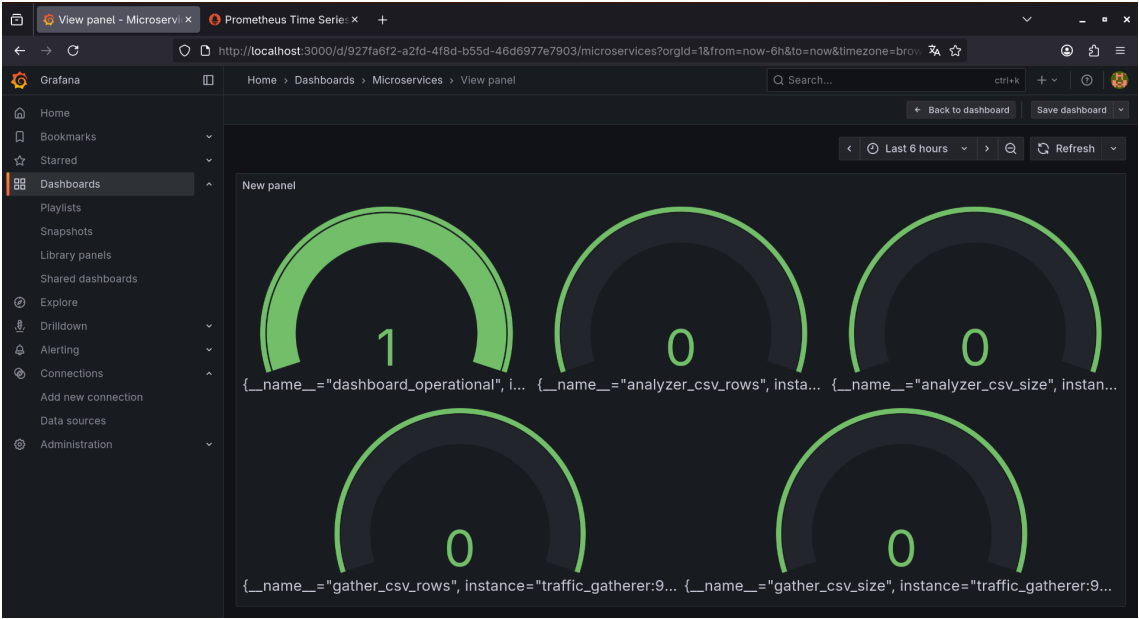 View panel - Microservi
Prometheus Time Series
http://localhost:3000/d/927fa6f2-a2fd-4f8d-b55d-46d6977e7903/microservices?orgId=1&from=now-6h&to=now&timezone=brow
Grafana
Home › Dashboards › Microservices › View panel
Search... ctrl+k
Back to dashboard
Save dashboard
Home
Bookmarks
Starred
Dashboards
Playlists
Snapshots
Library panels
Shared dashboards
Explore
Drilldown
Alerting
Connections
Add new connection
Data sources
Administration
Last 6 hours
Refresh
New panel
1
{__name__="dashboard_operational", i...
0
{__name__="analyzer_csv_rows", insta...
0
{__name__="analyzer_csv_size", instan...
0
{__name__="gather_csv_rows", instance="traffic_gatherer:9...
0
{__name__="gather_csv_size", instance="traffic_gatherer:9...